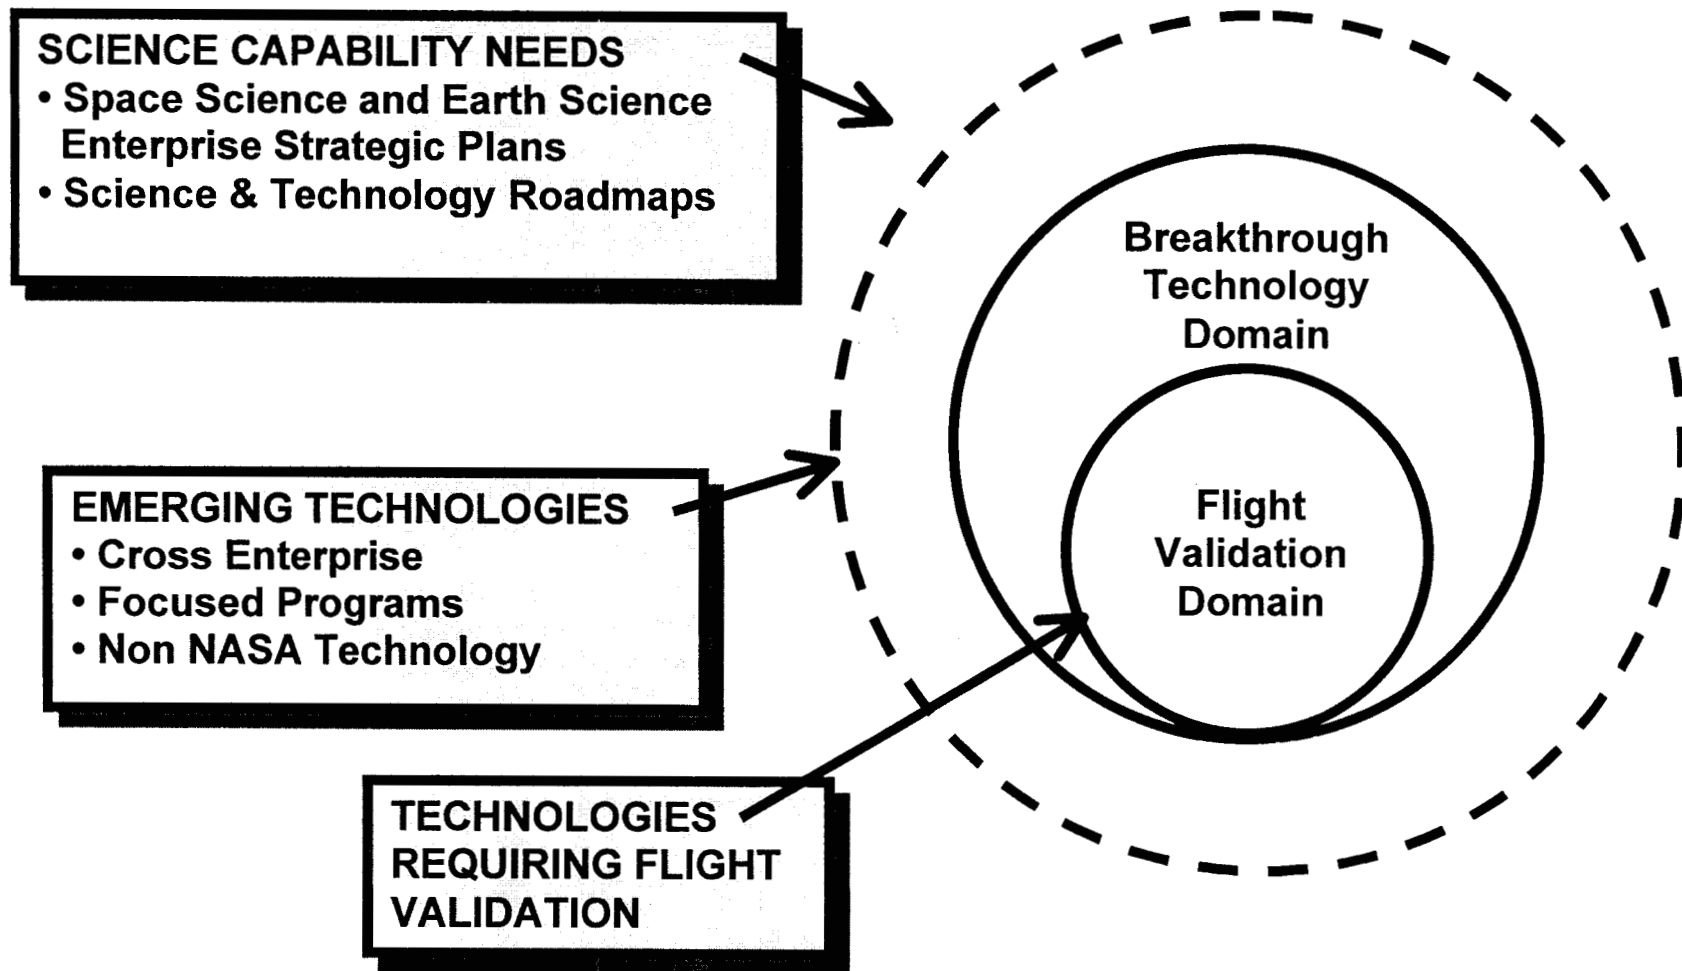 SCIENCE CAPABILITY NEEDS
• Space Science and Earth Science
Enterprise Strategic Plans
• Science & Technology Roadmaps
Breakthrough
Technology
Domain
EMERGING TECHNOLOGIES
• Cross Enterprise
• Focused Programs
• Non NASA Technology
Flight
Validation
Domain
TECHNOLOGIES
REQUIRING FLIGHT
VALIDATION